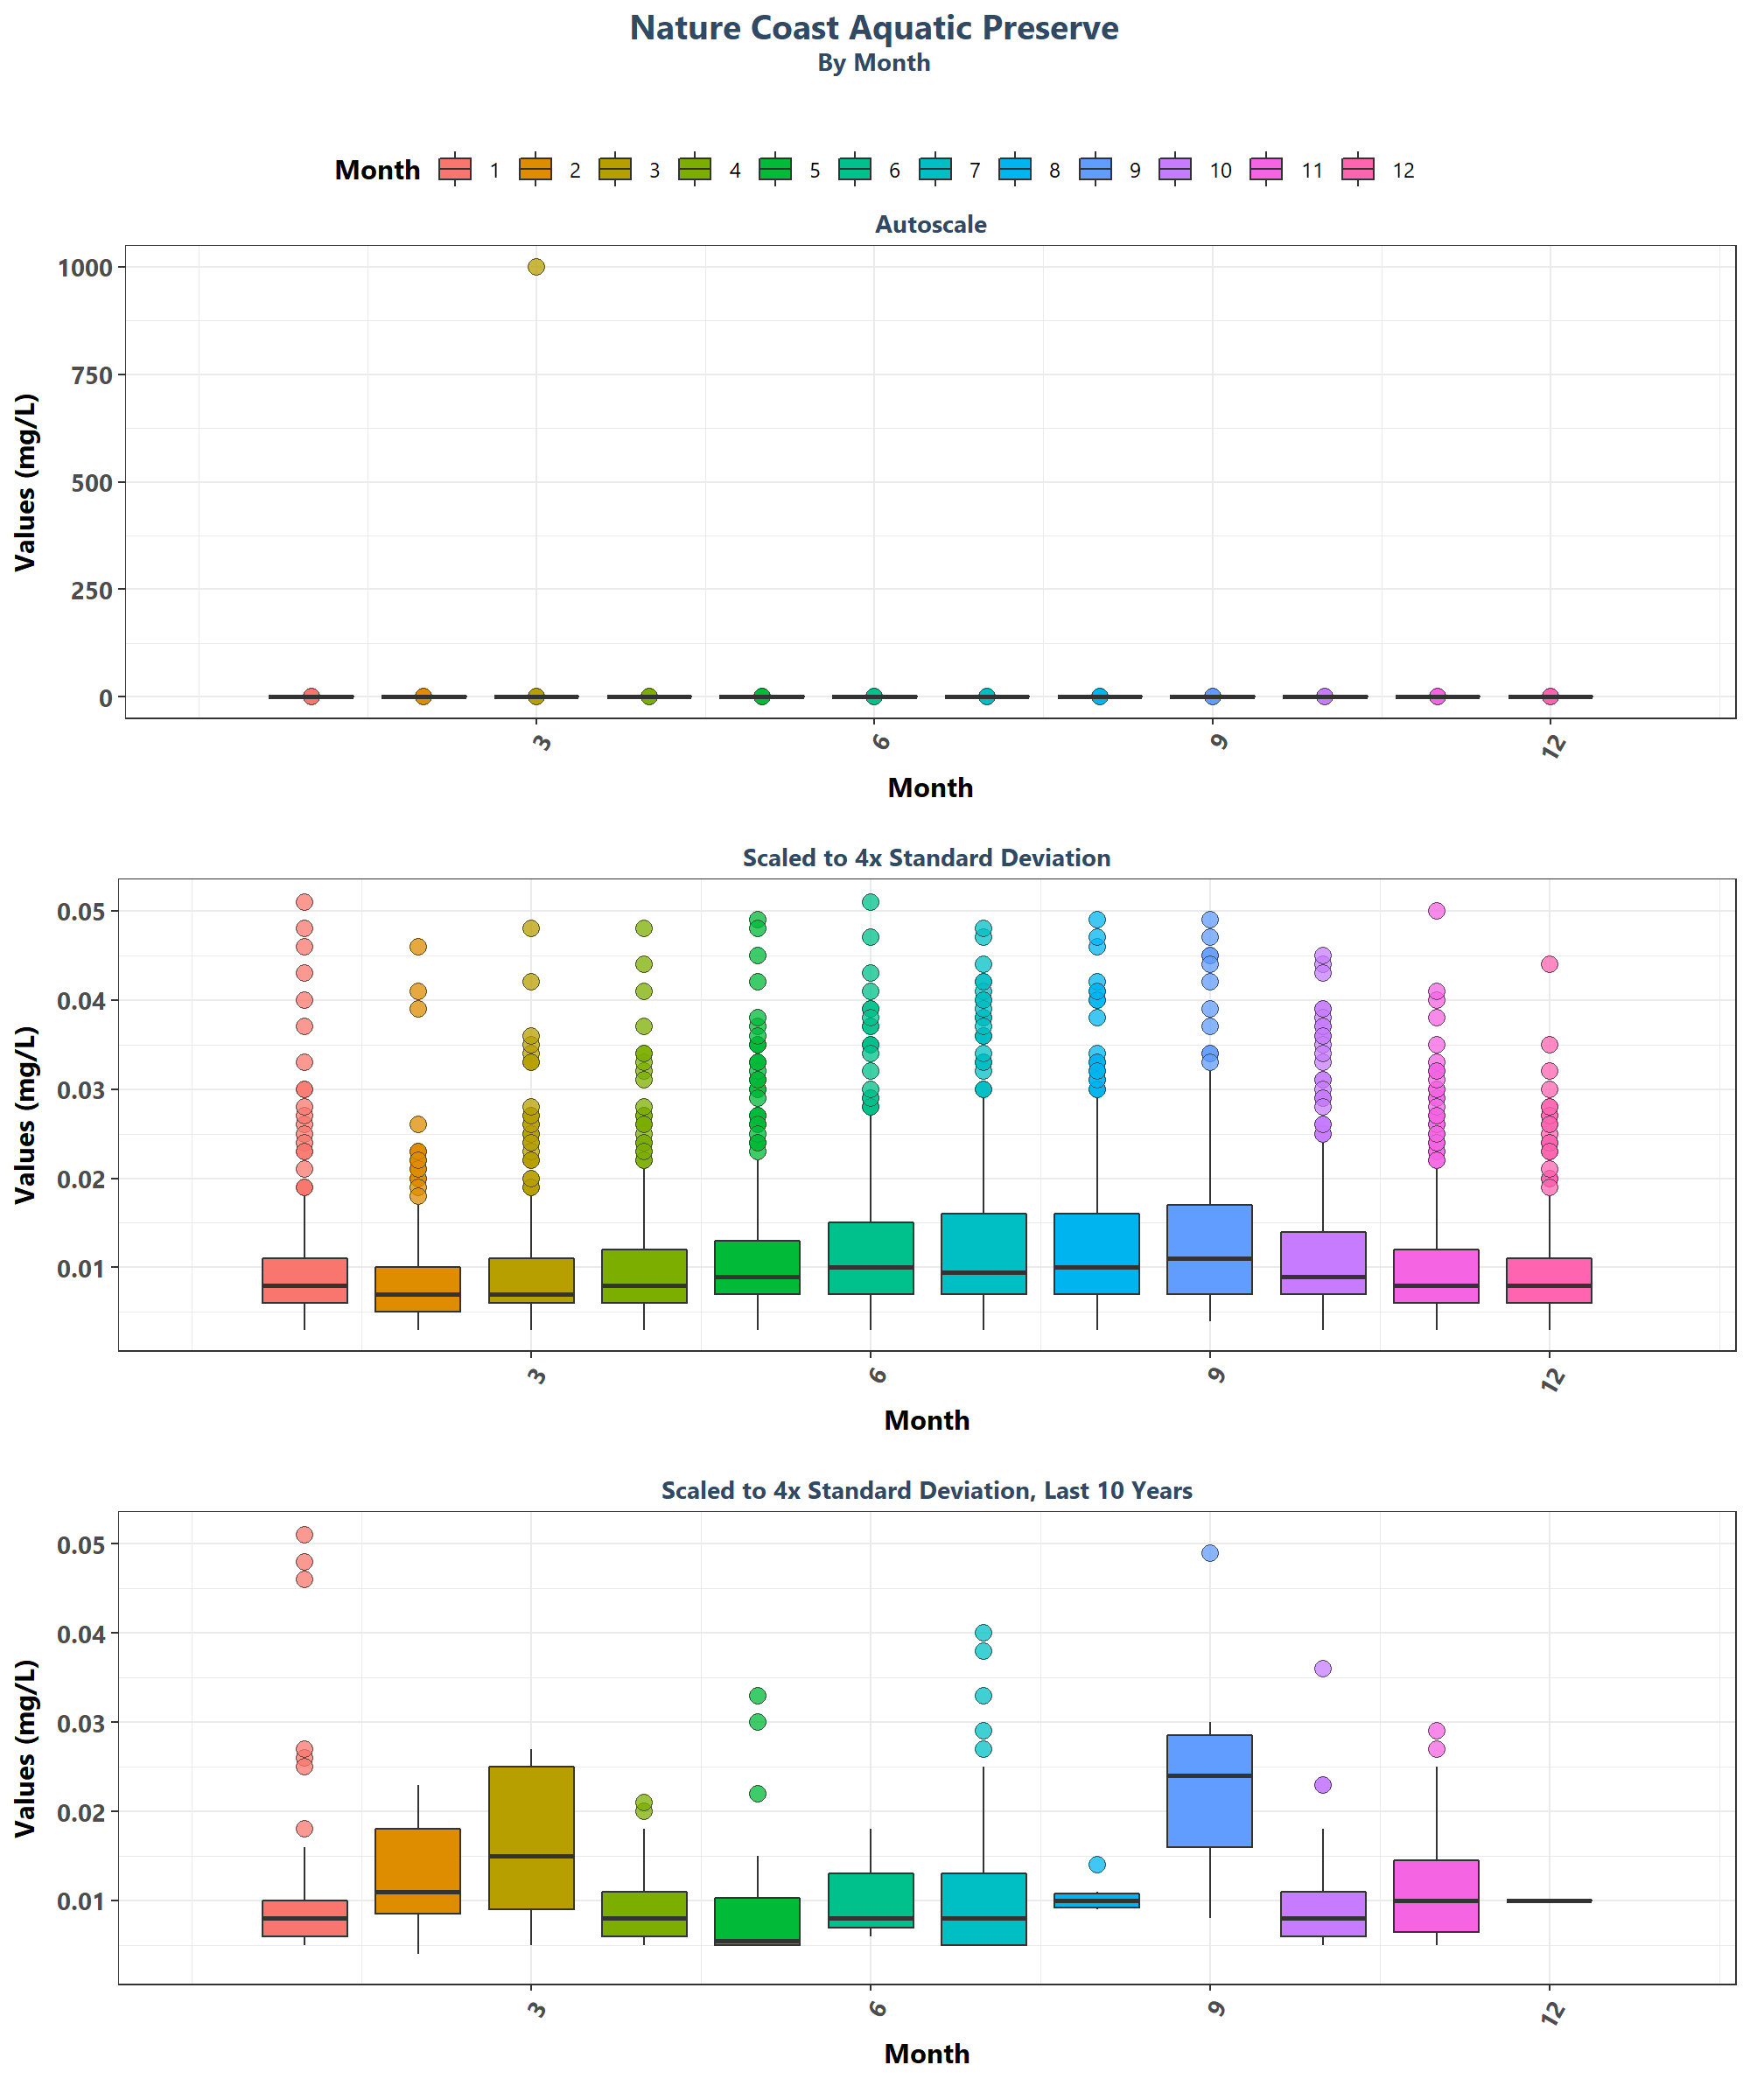 Nature Coast Aquatic Preserve
By Month
Month 1 2 3 4 5 6 7 8 9 10 11 12
Autoscale
Values (mg/L)
1000
750
500
250
0
3 6 9 12
Month
Scaled to 4x Standard Deviation
Values (mg/L)
0.05
0.04
0.03
0.02
0.01
3 6 9 12
Month
Scaled to 4x Standard Deviation, Last 10 Years
Values (mg/L)
0.05
0.04
0.03
0.02
0.01
3 6 9 12
Month